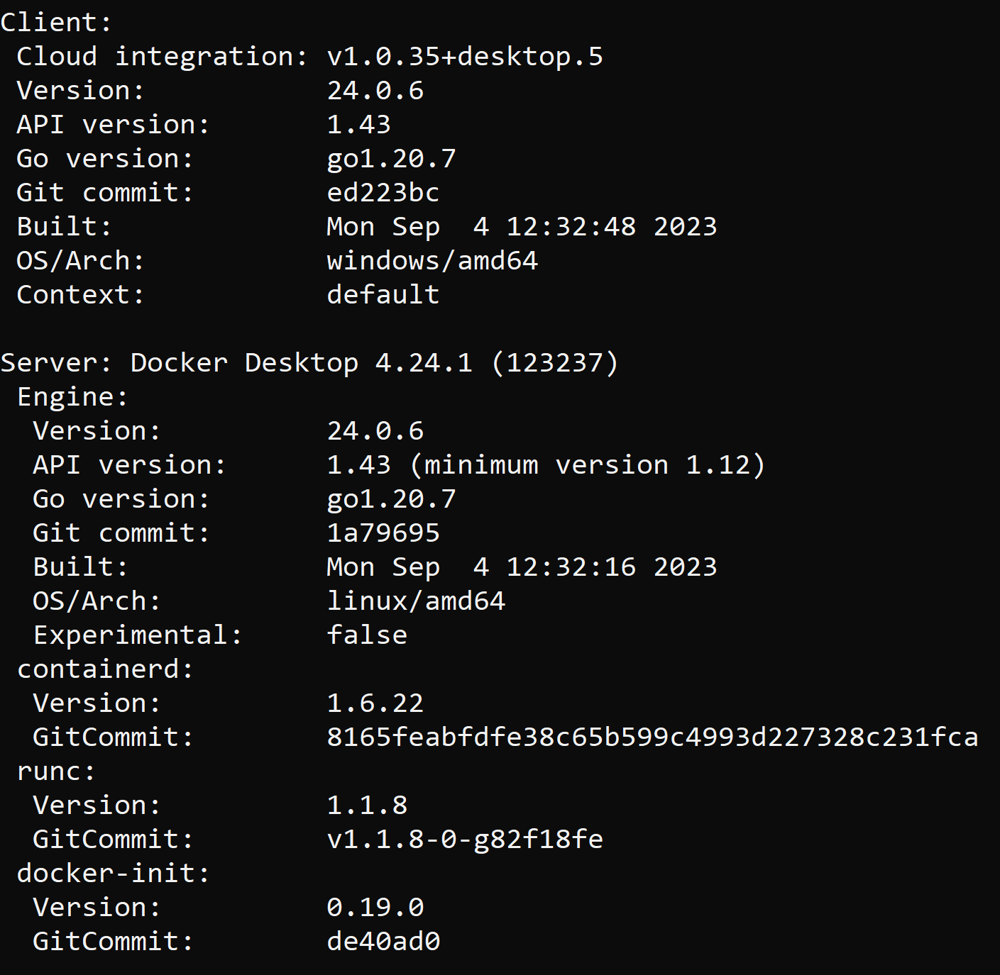 Client:
 Cloud integration: v1.0.35+desktop.5
 Version:           24.0.6
 API version:       1.43
 Go version:        go1.20.7
 Git commit:        ed223bc
 Built:             Mon Sep  4 12:32:48 2023
 OS/Arch:           windows/amd64
 Context:           default

Server: Docker Desktop 4.24.1 (123237)
 Engine:
  Version:          24.0.6
  API version:      1.43 (minimum version 1.12)
  Go version:       go1.20.7
  Git commit:       1a79695
  Built:            Mon Sep  4 12:32:16 2023
  OS/Arch:          linux/amd64
  Experimental:     false
 containerd:
  Version:          1.6.22
  GitCommit:        8165feabfdfe38c65b599c4993d227328c231fca
 runc:
  Version:          1.1.8
  GitCommit:        v1.1.8-0-g82f18fe
 docker-init:
  Version:          0.19.0
  GitCommit:        de40ad0